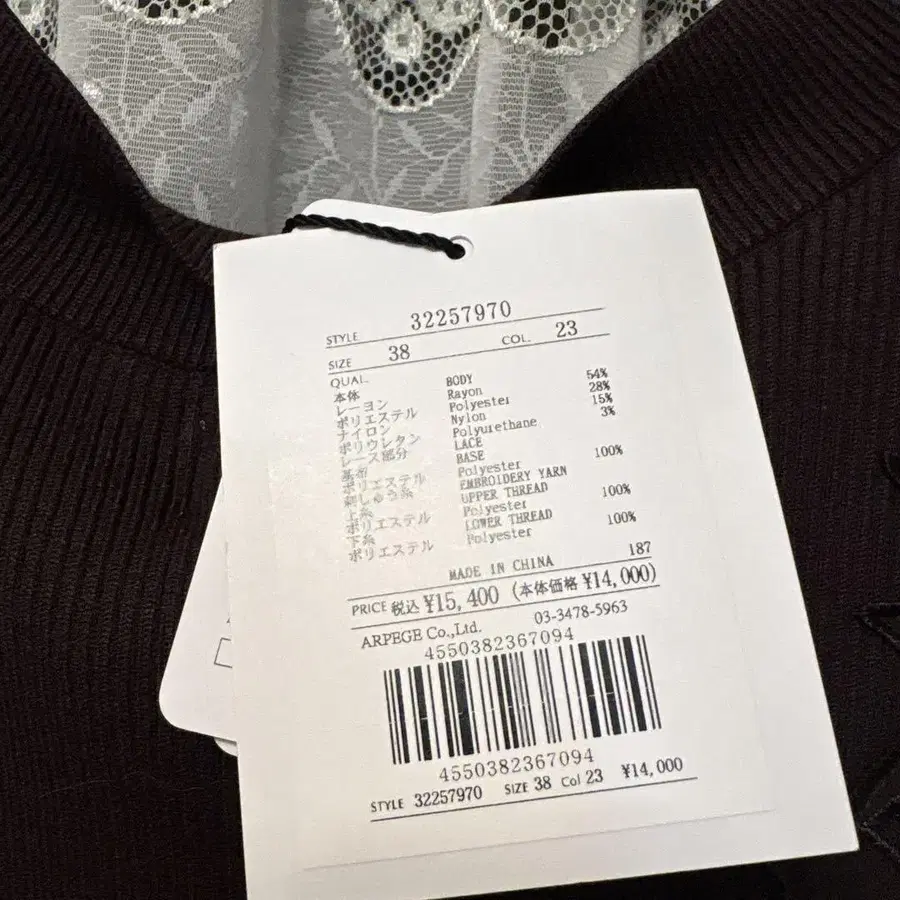 STYLE 32257970
SIZE 38 COL. 23
QUAL.
本体 BODY
レーヨン Rayon 54%
ポリエステル Polyester 28%
ナイロン Nylon 15%
ポリウレタン Polyurethane 3%
レース部分 LACE
基布 BASE
ポリエステル Polyester 100%
刺しゅう糸 EMBROIDERY YARN
上糸 UPPER THREAD
ポリエステル Polyester 100%
下糸 LOWER THREAD
ポリエステル Polyester 100%
MADE IN CHINA 187
PRICE 税込 ¥15,400 (本体価格 ¥14,000)
ARPEGE Co.,Ltd. 03-3478-5963
4550382367094
4550382367094
STYLE 32257970 SIZE 38 Col 23 ¥14,000